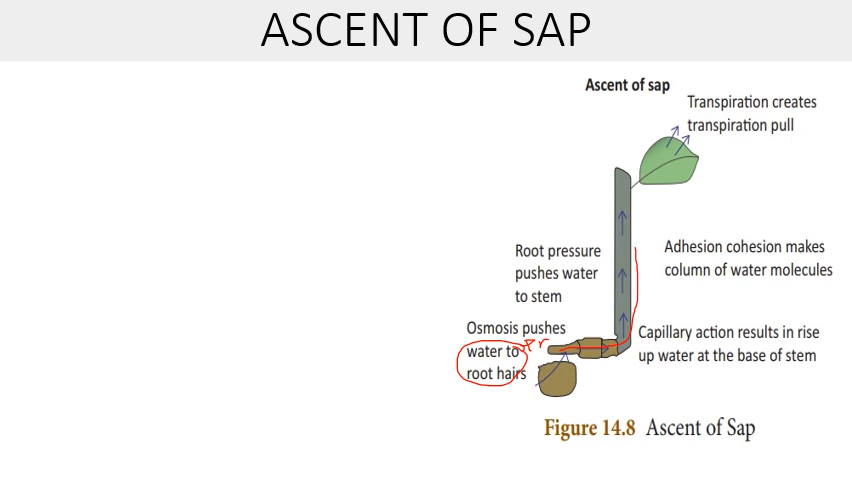 ASCENT OF SAP
Ascent of sap
Transpiration creates
transpiration pull
Root pressure
pushes water
to stem
Adhesion cohesion makes
column of water molecules
Osmosis pushes
water to
root hairs
Capillary action results in rise
up water at the base of stem
Figure 14.8 Ascent of Sap